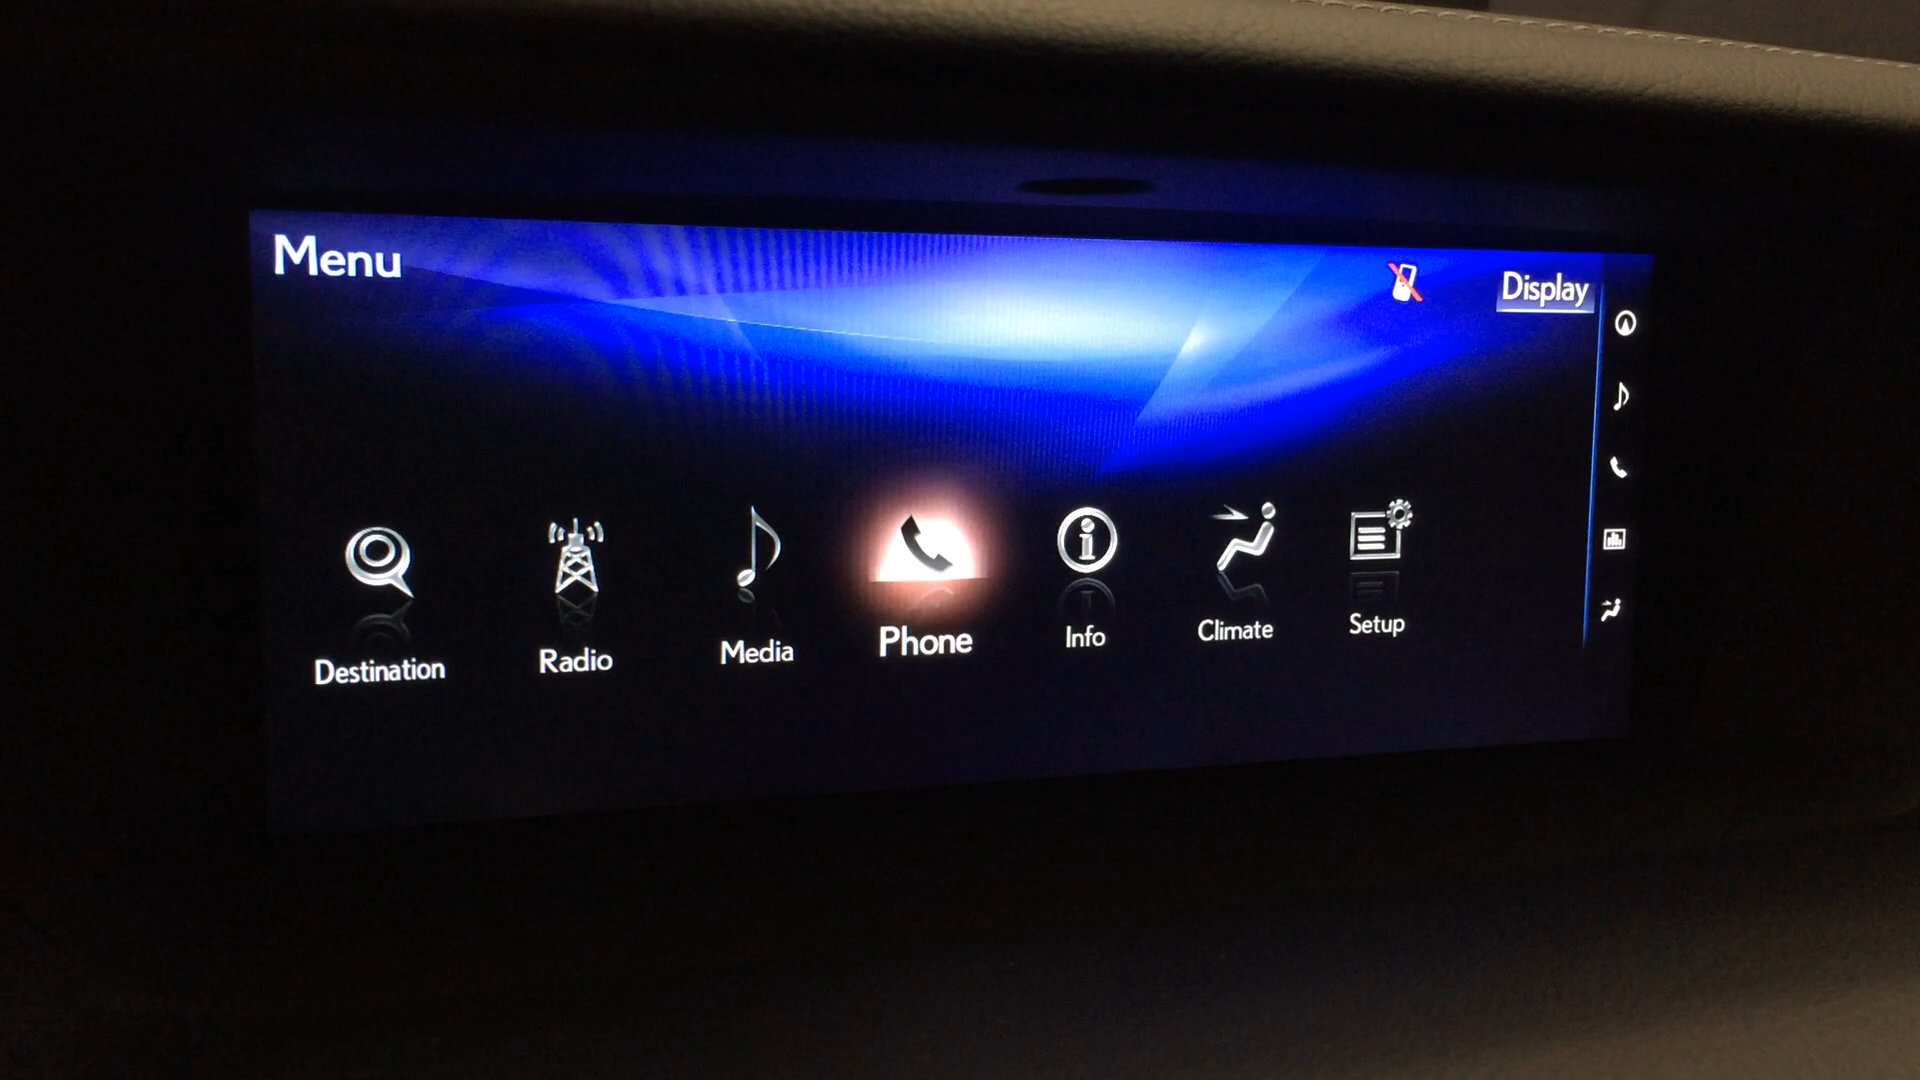 Menu
Display
Destination
Radio
Media
Phone
Info
Climate
Setup